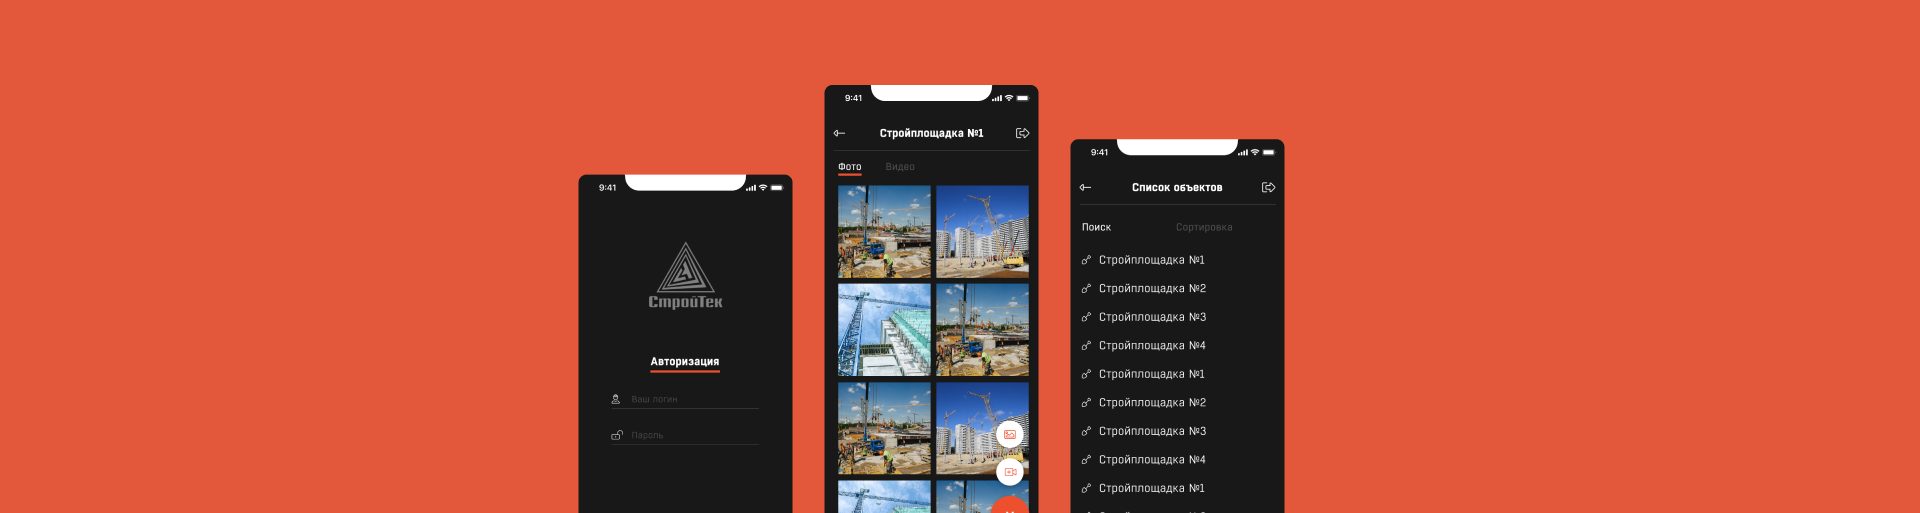 9:41
СтройТек
Авторизация
Ваш логин
Пароль
9:41
Стройплощадка №1
Фото Видео
9:41
Список объектов
Поиск Сортировка
Стройплощадка №1
Стройплощадка №2
Стройплощадка №3
Стройплощадка №4
Стройплощадка №1
Стройплощадка №2
Стройплощадка №3
Стройплощадка №4
Стройплощадка №1